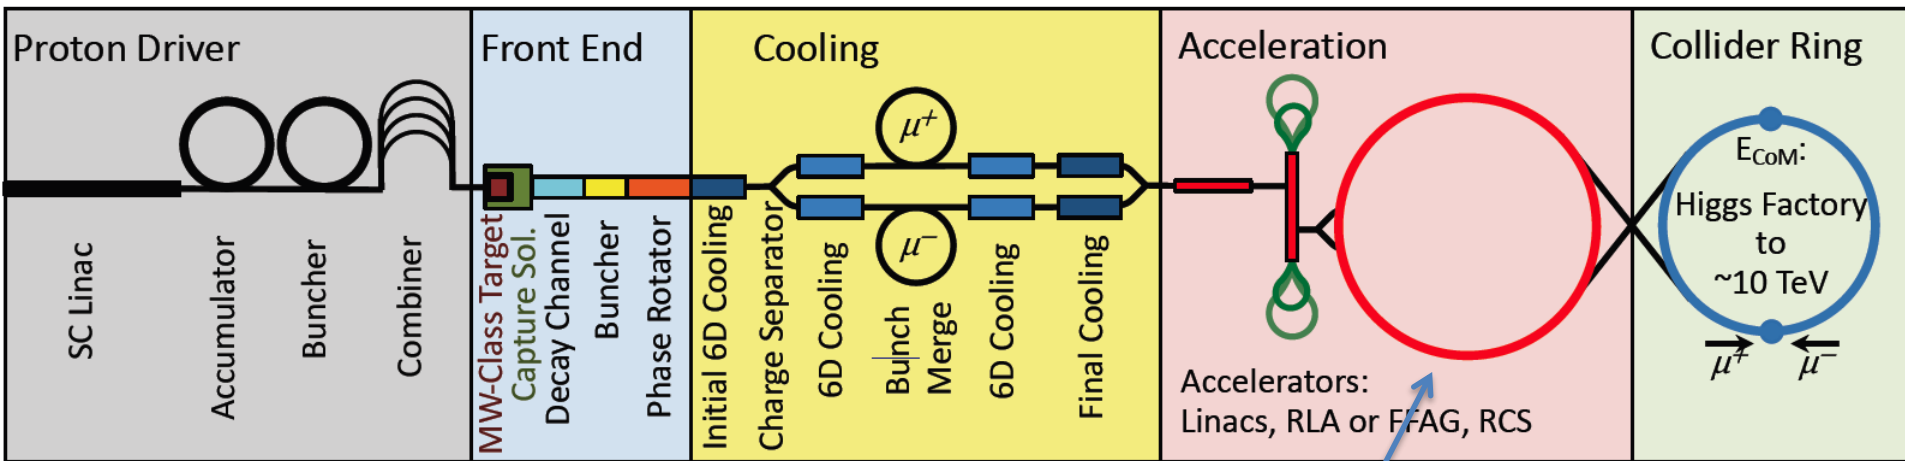 Proton Driver
SC Linac
Accumulator
Buncher
Combiner
Front End
MW-Class Target
Capture Sol.
Decay Channel
Buncher
Phase Rotator
Cooling
Initial 6D Cooling
Charge Separator
6D Cooling
μ+
μ−
Bunch
Merge
6D Cooling
Final Cooling
Acceleration
Accelerators:
Linacs, RLA or FFAG, RCS
Collider Ring
ECoM:
Higgs Factory
to
~10 TeV
μ+ μ−